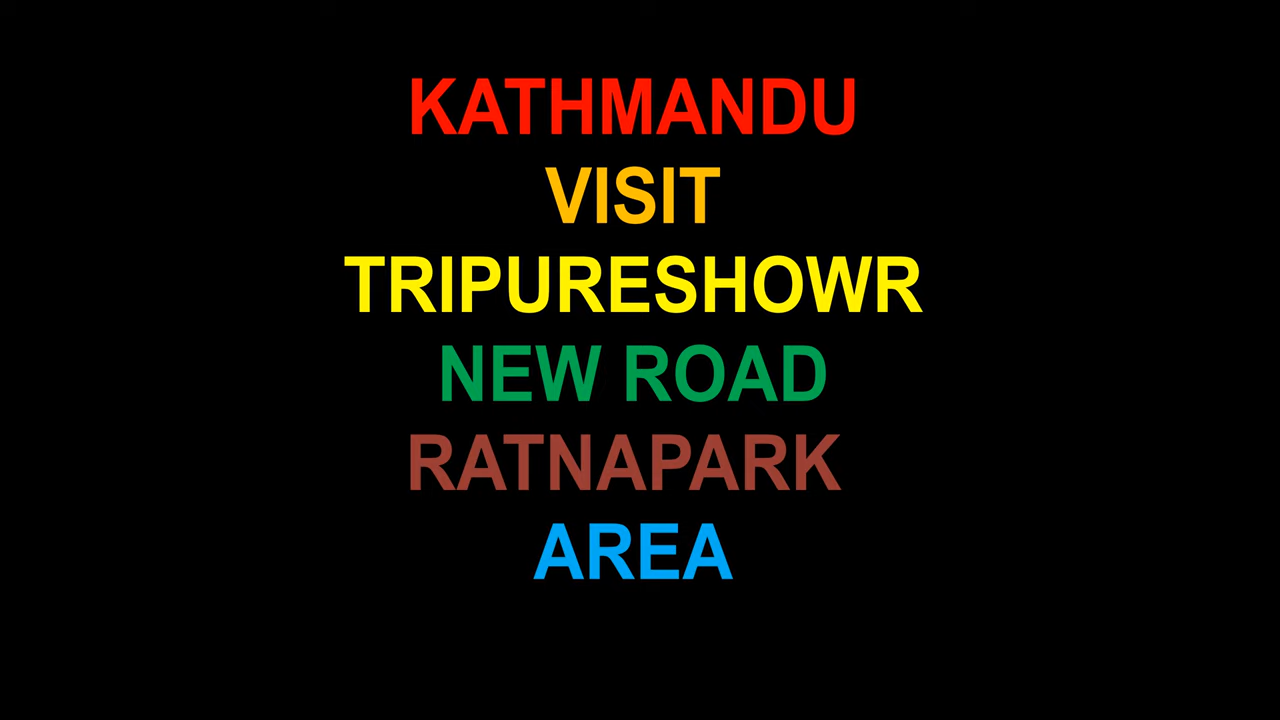 KATHMANDU
VISIT
TRIPURESHOWR
NEW ROAD
RATNAPARK
AREA